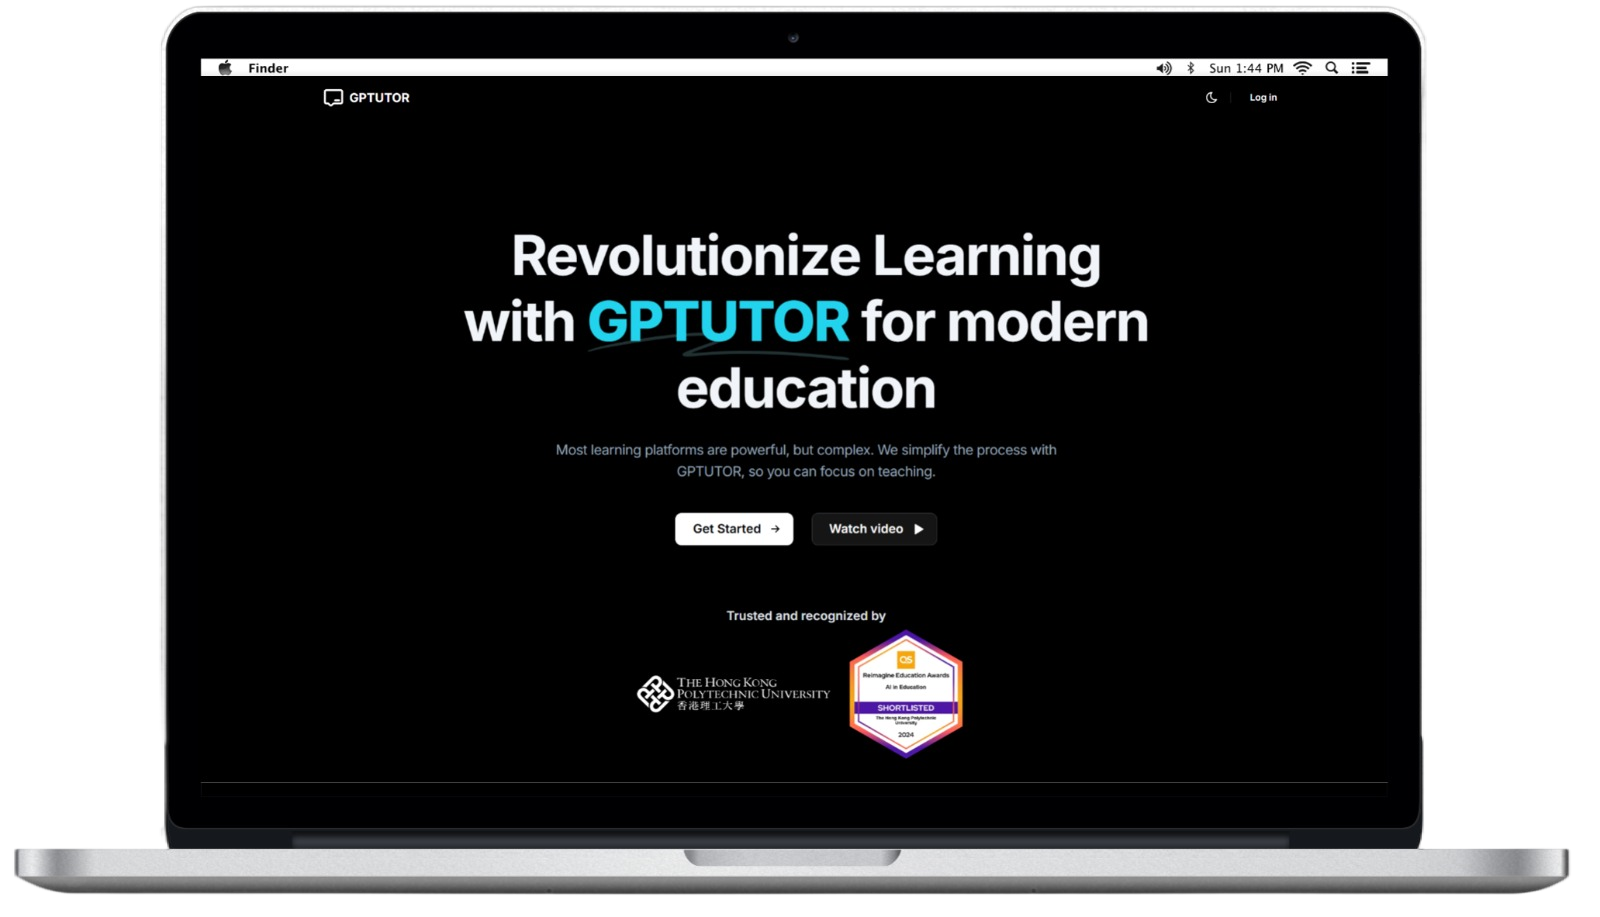 Finder
Sun 1:44 PM
GPTUTOR
Log in
Revolutionize Learning
with GPTUTOR for modern
education
Most learning platforms are powerful, but complex. We simplify the process with
GPTUTOR, so you can focus on teaching.
Get Started
Watch video
Trusted and recognized by
THE HONG KONG
POLYTECHNIC UNIVERSITY
香港理工大學
QS
Reimagine Education Awards
AI in Education
SHORTLISTED
The Hong Kong Polytechnic
University
2024